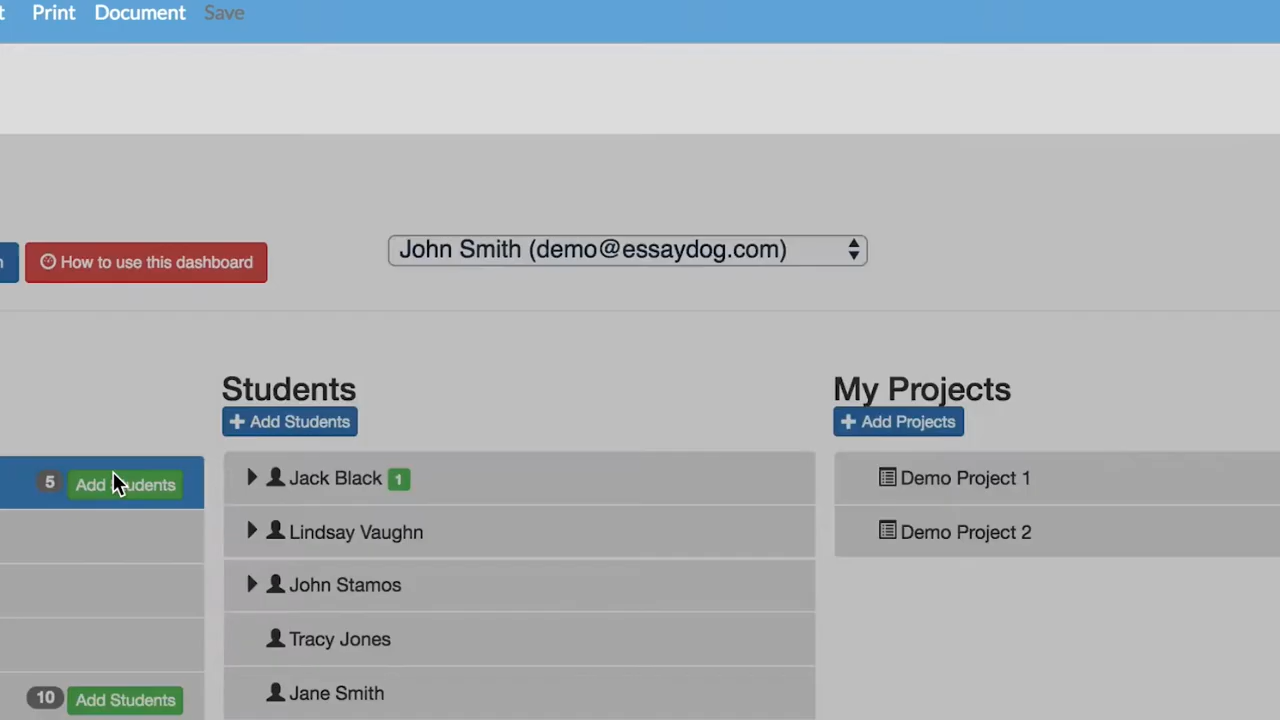 Print Document Save
How to use this dashboard
John Smith (demo@essaydog.com)
Students
Add Students
My Projects
Add Projects
5 Add Students
Jack Black 1
Demo Project 1
Lindsay Vaughn
Demo Project 2
John Stamos
Tracy Jones
10 Add Students
Jane Smith